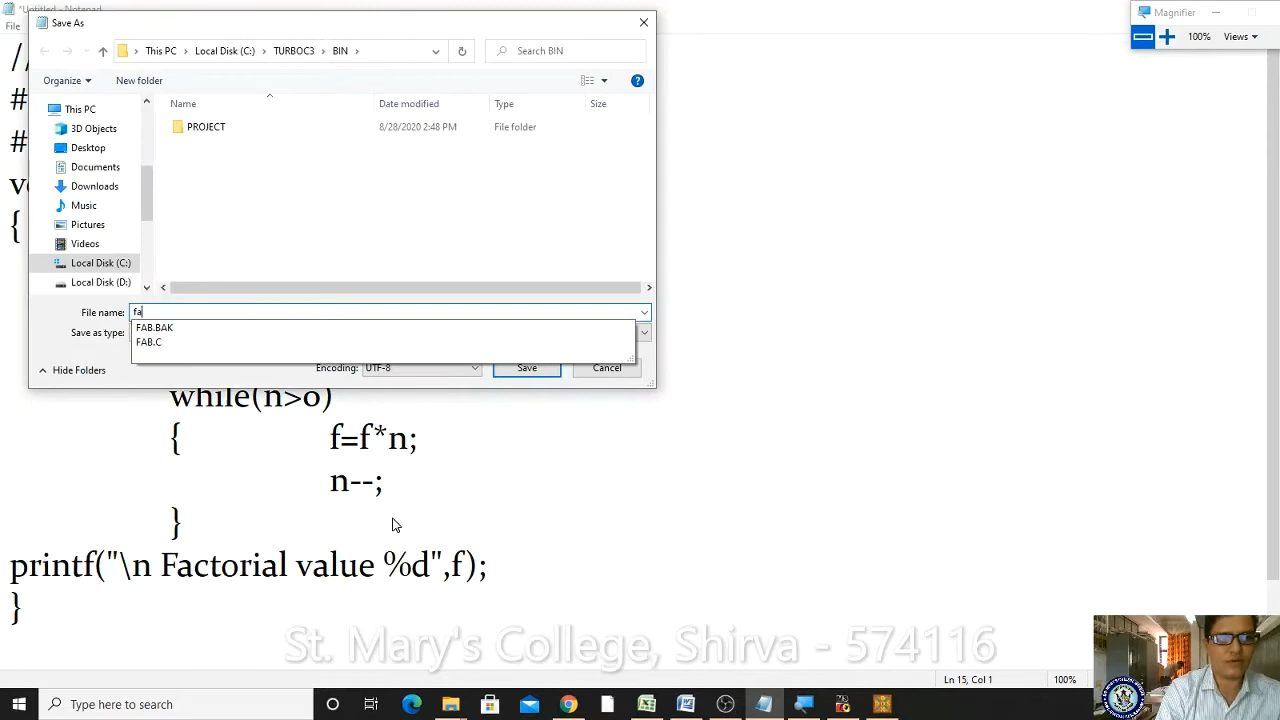 *Untitled - Notepad
File
Save As
Magnifier
100%
Views
This PC
Local Disk (C:)
TURBOC3
BIN
Search BIN
Organize
New folder
Name
Date modified
Type
Size
PROJECT
8/28/2020 2:48 PM
File folder
This PC
3D Objects
Desktop
Documents
Downloads
Music
Pictures
Videos
Local Disk (C:)
Local Disk (D:)
File name:
fa
FAB.BAK
FAB.C
Save as type:
Hide Folders
Encoding:
UTF-8
Save
Cancel
#
#
{
while(n>0)
{ f=f*n;
n--;
}
printf("\n Factorial value %d",f);
}
St. Mary's College, Shirva - 574116
Ln 15, Col 1
100%
Type here to search